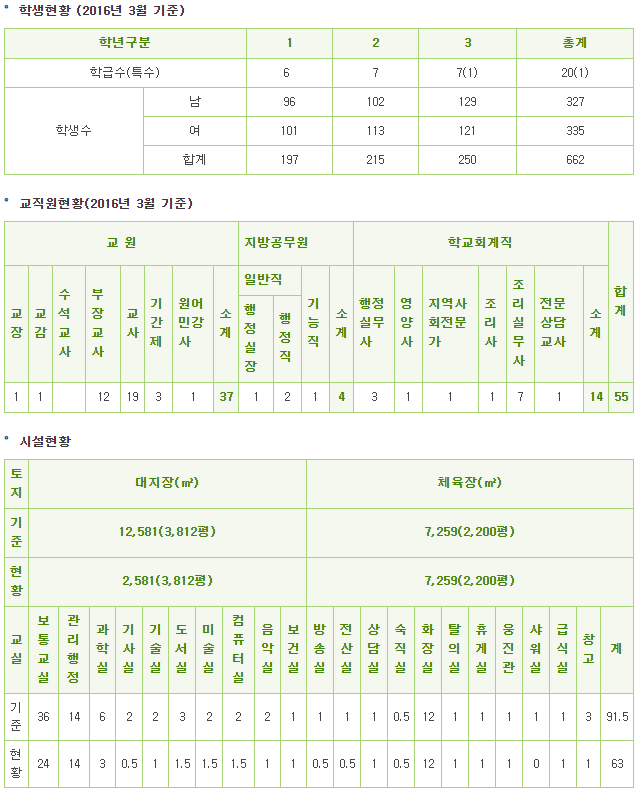 학생현황 (2016년 3월 기준)
학년구분 1 2 3 총계
학급수(특수) 6 7 7(1) 20(1)
학생수 남 96 102 129 327
여 101 113 121 335
합계 197 215 250 662
교직원현황(2016년 3월 기준)
교 원 지방공무원 학교회계직 합계
교장 교감 수석교사 부장교사 교사 기간제 원어민강사 소계 일반직 행정실장 행정직 기능직 소계 행정실무사 영양사 지역사회전문가 조리사 조리실무사 전문상담교사 소계
1 1 12 19 3 1 37 1 2 1 4 3 1 1 1 7 1 14 55
시설현황
토지 대지장(㎡) 체육장(㎡)
기준 12,581(3,812평) 7,259(2,200평)
현황 2,581(3,812평) 7,259(2,200평)
교실 보통교실 관리행정 과학실 기사실 기술실 도서실 미술실 컴퓨터실 음악실 보건실 방송실 전산실 상담실 숙직실 화장실 탈의실 휴게실 웅진관 샤워실 급식실 창고 계
기준 36 14 6 2 2 3 2 2 2 1 1 1 1 0.5 12 1 1 1 1 1 3 91.5
현황 24 14 3 0.5 1 1.5 1.5 1.5 1 1 0.5 0.5 1 0.5 12 1 1 1 0 1 1 63